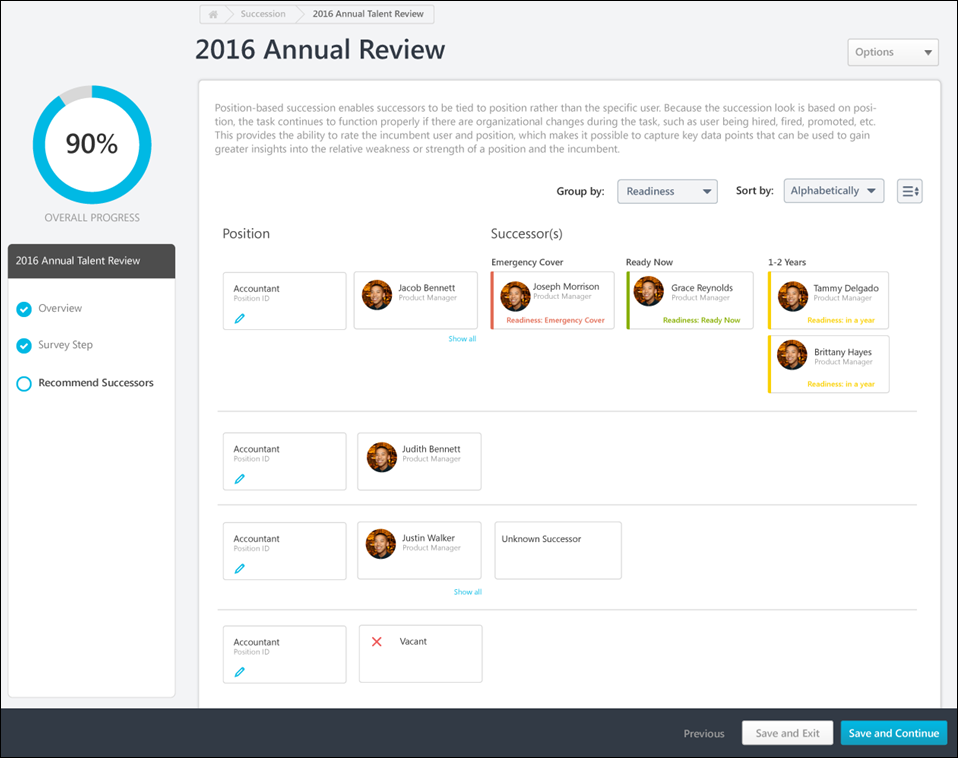 Succession
2016 Annual Talent Review
2016 Annual Review
Options
90%
OVERALL PROGRESS
2016 Annual Talent Review
Overview
Survey Step
Recommend Successors
Position-based succession enables successors to be tied to position rather than the specific user. Because the succession look is based on posi-
tion, the task continues to function properly if there are organizational changes during the task, such as user being hired, fired, promoted, etc.
This provides the ability to rate the incumbent user and position, which makes it possible to capture key data points that can be used to gain
greater insights into the relative weakness or strength of a position and the incumbent.
Group by: Readiness Sort by: Alphabetically
Position
Successor(s)
Emergency Cover
Ready Now
1-2 Years
Accountant
Position ID
Jacob Bennett
Product Manager
Show all
Joseph Morrison
Product Manager
Readiness: Emergency Cover
Grace Reynolds
Product Manager
Readiness: Ready Now
Tammy Delgado
Product Manager
Readiness: in a year
Brittany Hayes
Product Manager
Readiness: in a year
Accountant
Position ID
Judith Bennett
Product Manager
Accountant
Position ID
Justin Walker
Product Manager
Show all
Unknown Successor
Accountant
Position ID
Vacant
Previous
Save and Exit
Save and Continue